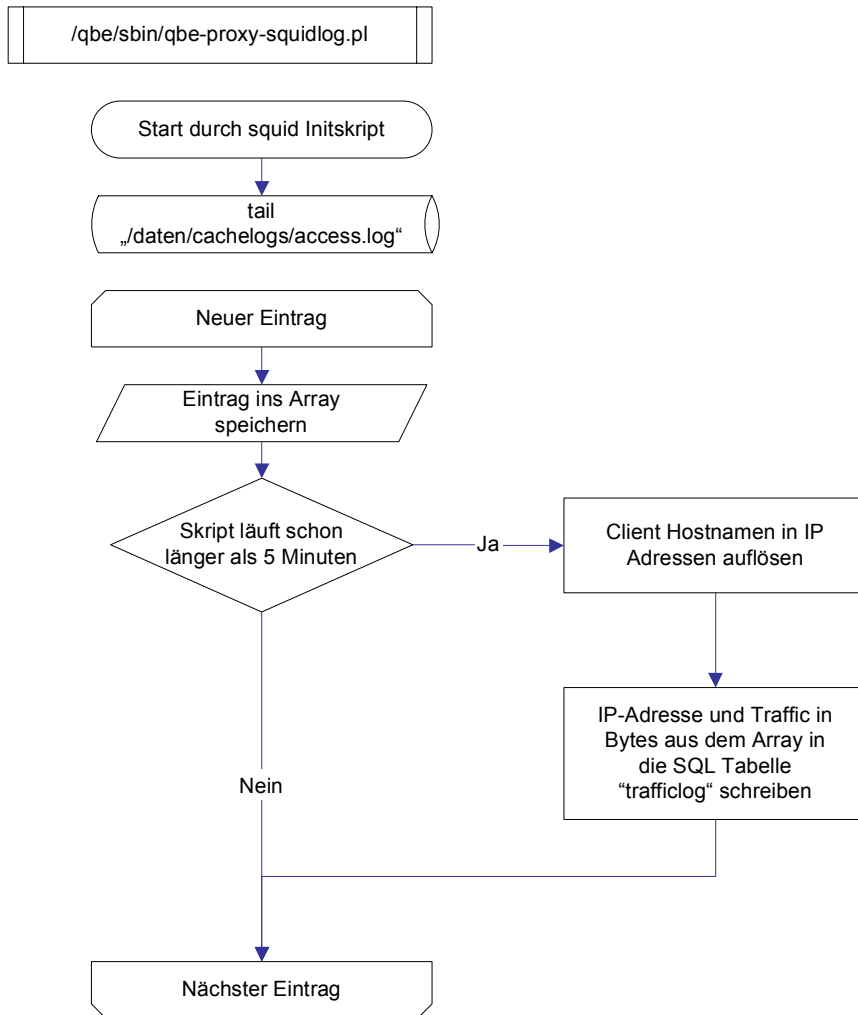 /qbe/sbin/qbe-proxy-squidlog.pl
Start durch squid Initskript
tail
„/daten/cachelogs/access.log“
Neuer Eintrag
Eintrag ins Array
speichern
Skript läuft schon
länger als 5 Minuten
Ja
Client Hostnamen in IP
Adressen auflösen
IP-Adresse und Traffic in
Bytes aus dem Array in
die SQL Tabelle
“trafficlog“ schreiben
Nein
Nächster Eintrag